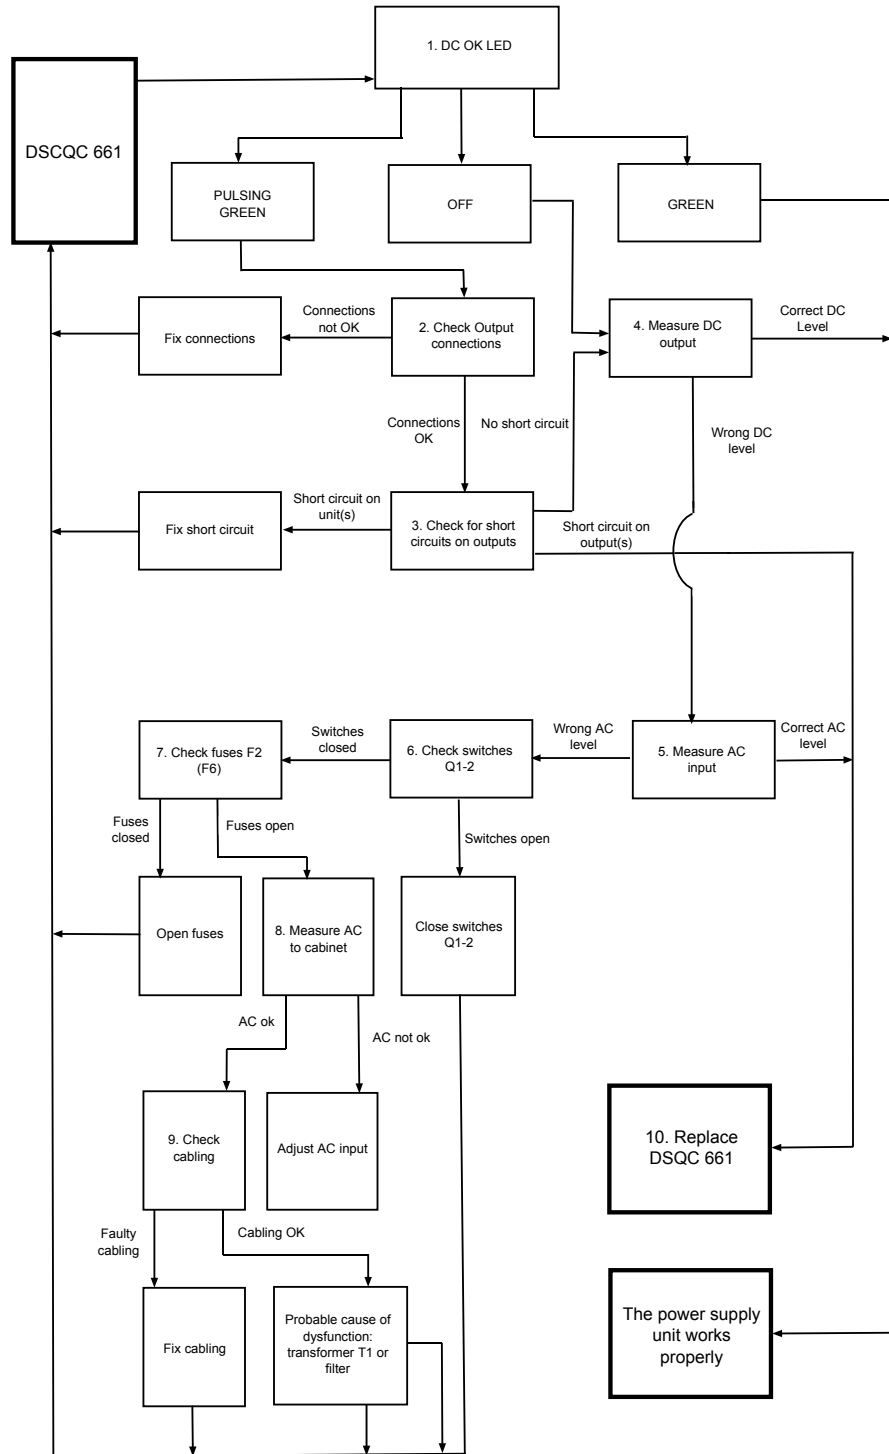 1. DC OK LED
DSCQC 661
PULSING
GREEN
OFF
GREEN
Fix connections
Connections
not OK
2. Check Output
connections
4. Measure DC
output
Correct DC
Level
Connections
OK
No short circuit
Wrong DC
level
Fix short circuit
Short circuit on
unit(s)
3. Check for short
circuits on outputs
Short circuit on
output(s)
7. Check fuses F2
(F6)
Switches
closed
6. Check switches
Q1-2
Wrong AC
level
5. Measure AC
input
Correct AC
level
Fuses
closed
Fuses open
Switches open
Open fuses
8. Measure AC
to cabinet
Close switches
Q1-2
AC ok
AC not ok
9. Check
cabling
Adjust AC input
10. Replace
DSQC 661
Faulty
cabling
Cabling OK
Fix cabling
Probable cause of
dysfunction:
transformer T1 or
filter
The power supply
unit works
properly